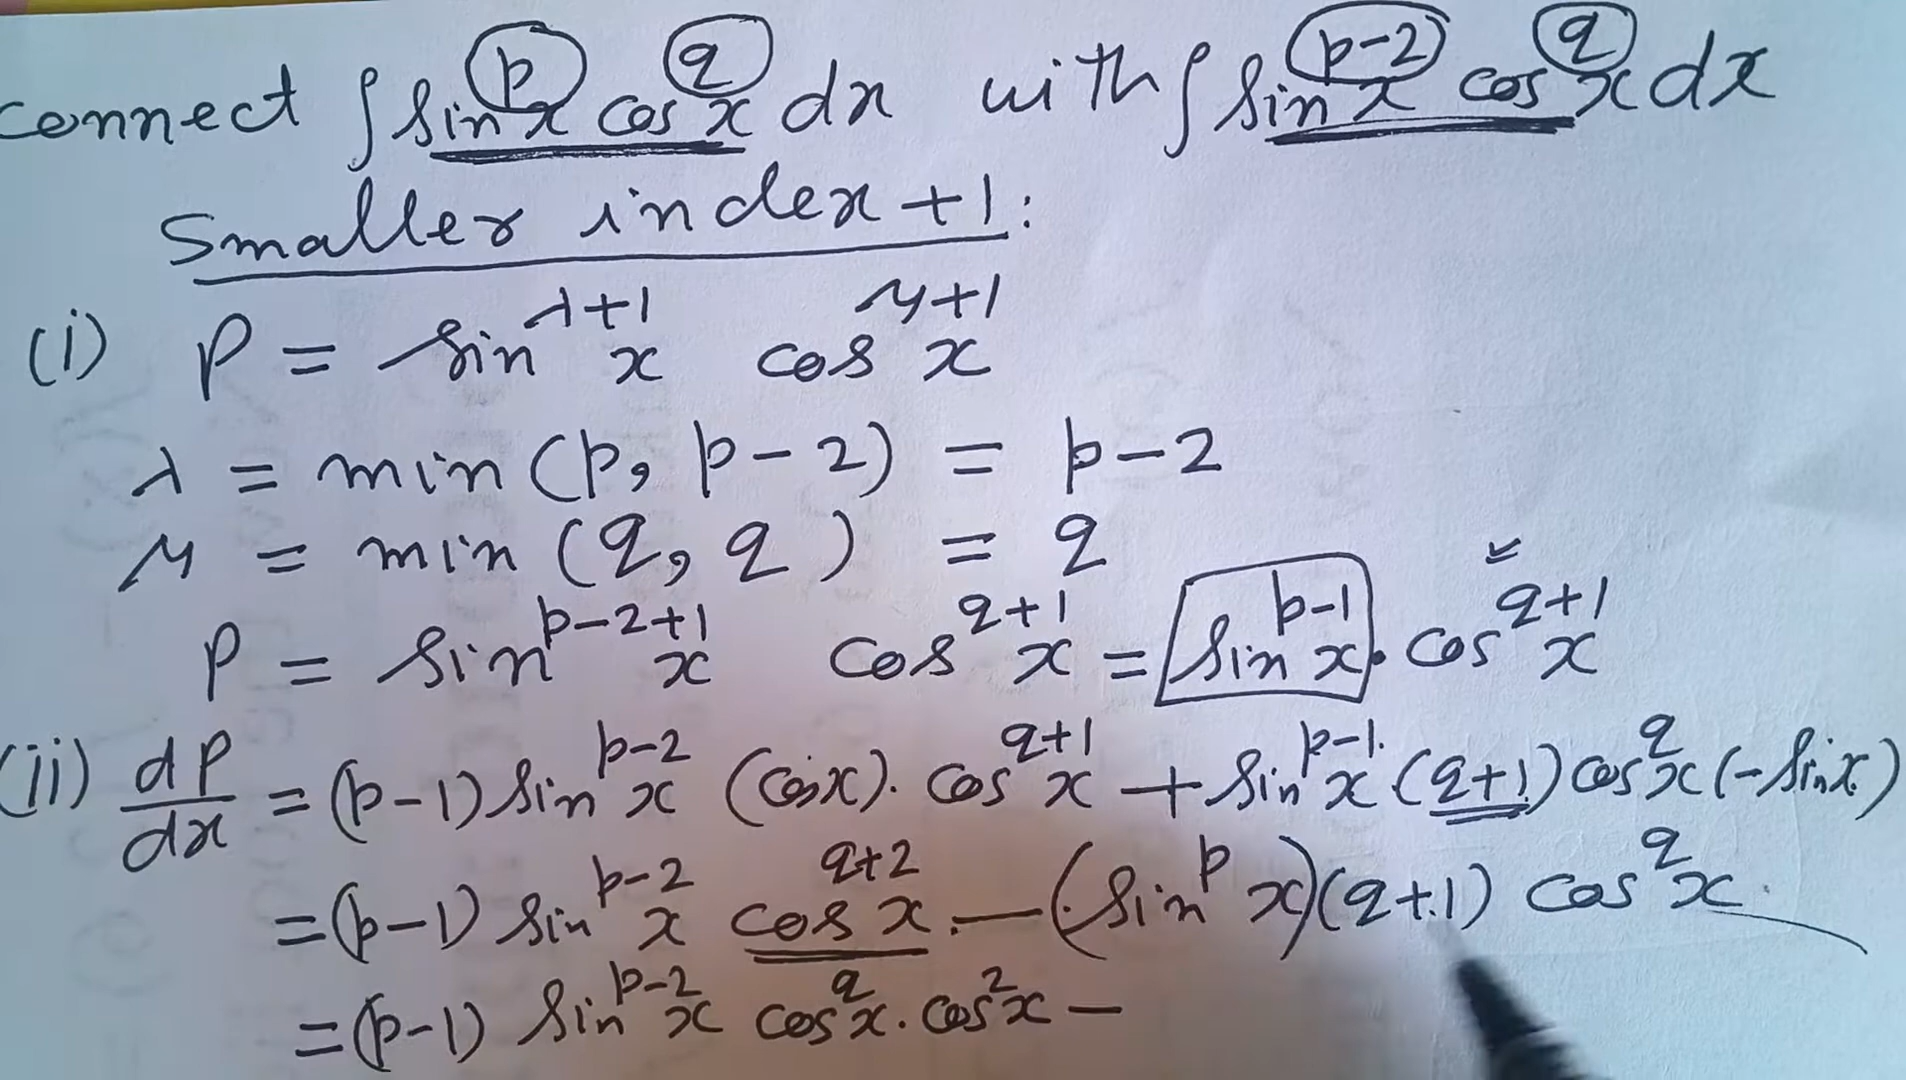 connect ∫ sin^p x cos^q x dx with ∫ sin^{p-2} x cos^q x dx
Smaller index + 1:
(i) P = sin^{λ+1} x cos^{μ+1} x
λ = min (p, p-2) = p-2
μ = min (q, q) = q
P = sin^{p-2+1} x cos^{q+1} x = sin^{p-1} x . cos^{q+1} x
(ii) dP/dx = (p-1) sin^{p-2} x (cos x). cos^{q+1} x + sin^{p-1} x (q+1) cos^q x (-sin x)
= (p-1) sin^{p-2} x cos^{q+2} x - (sin^p x)(q+1) cos^q x.
= (p-1) sin^{p-2} x cos^q x . cos^2 x -